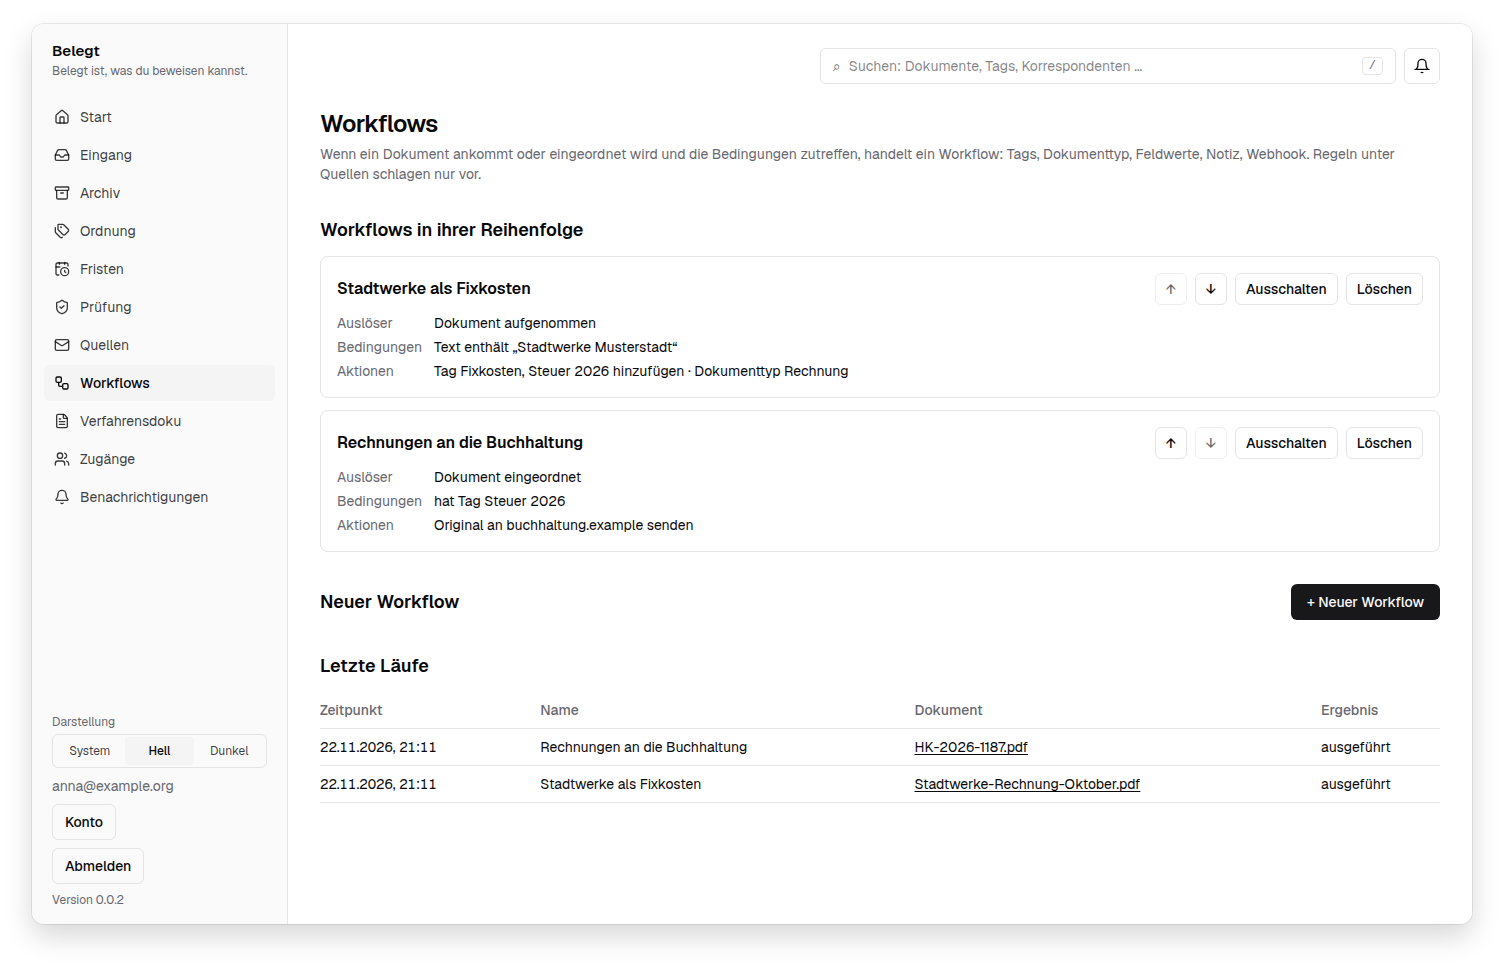 Belegt
Belegt ist, was du beweisen kannst.
Start
Eingang
Archiv
Ordnung
Fristen
Prüfung
Quellen
Workflows
Verfahrensdoku
Zugänge
Benachrichtigungen
Darstellung
System Hell Dunkel
anna@example.org
Konto
Abmelden
Version 0.0.2
Suchen: Dokumente, Tags, Korrespondenten … /
Workflows
Wenn ein Dokument ankommt oder eingeordnet wird und die Bedingungen zutreffen, handelt ein Workflow: Tags, Dokumenttyp, Feldwerte, Notiz, Webhook. Regeln unter
Quellen schlagen nur vor.
Workflows in ihrer Reihenfolge
Stadtwerke als Fixkosten ↑ ↓ Ausschalten Löschen
Auslöser Dokument aufgenommen
Bedingungen Text enthält „Stadtwerke Musterstadt“
Aktionen Tag Fixkosten, Steuer 2026 hinzufügen · Dokumenttyp Rechnung
Rechnungen an die Buchhaltung ↑ ↓ Ausschalten Löschen
Auslöser Dokument eingeordnet
Bedingungen hat Tag Steuer 2026
Aktionen Original an buchhaltung.example senden
Neuer Workflow + Neuer Workflow
Letzte Läufe
Zeitpunkt Name Dokument Ergebnis
22.11.2026, 21:11 Rechnungen an die Buchhaltung HK-2026-1187.pdf ausgeführt
22.11.2026, 21:11 Stadtwerke als Fixkosten Stadtwerke-Rechnung-Oktober.pdf ausgeführt